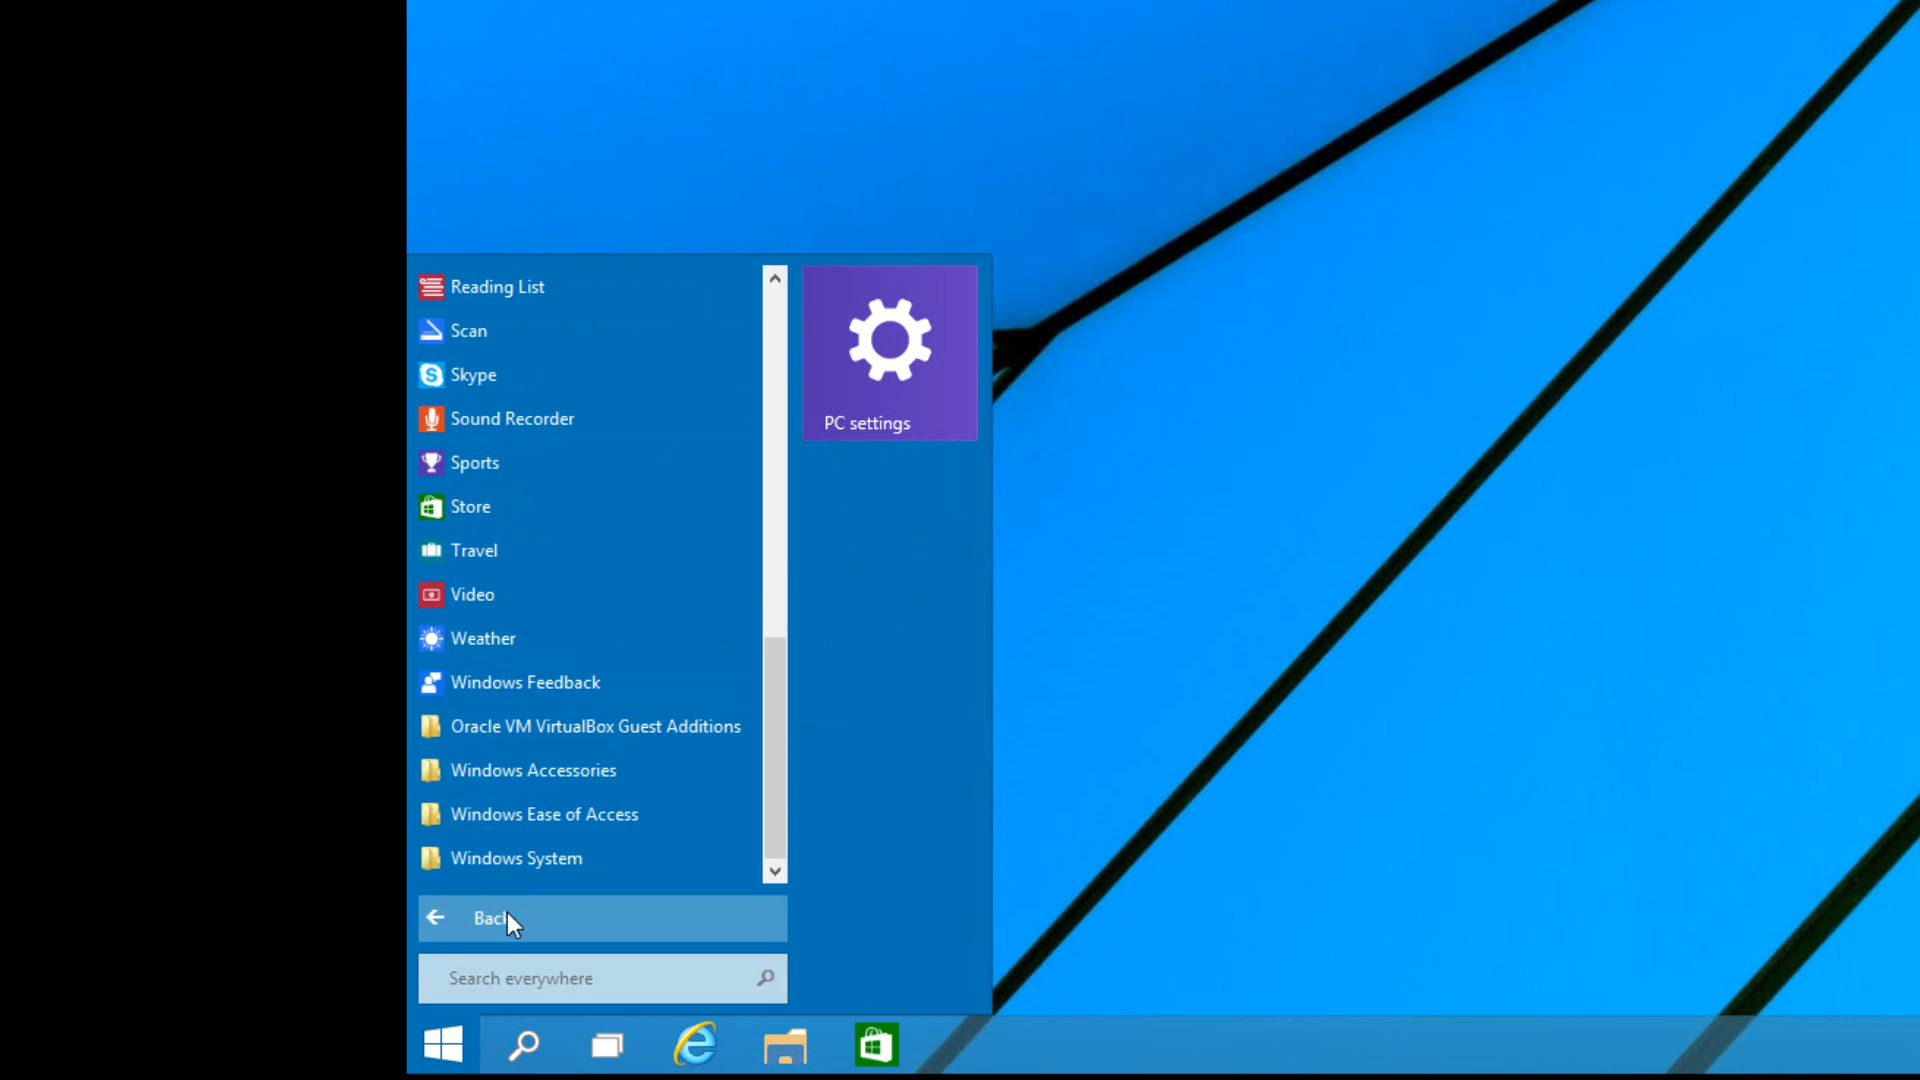 Reading List
Scan
Skype
Sound Recorder
Sports
Store
Travel
Video
Weather
Windows Feedback
Oracle VM VirtualBox Guest Additions
Windows Accessories
Windows Ease of Access
Windows System
Back
Search everywhere
PC settings